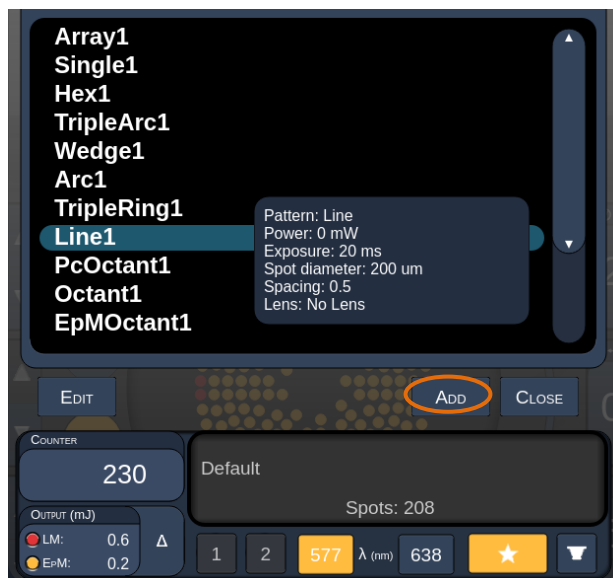 Array1
Single1
Hex1
TripleArc1
Wedge1
Arc1
TripleRing1
Line1
PcOctant1
Octant1
EpMOctant1
Pattern: Line
Power: 0 mW
Exposure: 20 ms
Spot diameter: 200 um
Spacing: 0.5
Lens: No Lens
EDIT
ADD
CLOSE
COUNTER
230
Default
Spots: 208
OUTPUT (mJ)
LM: 0.6
EPM: 0.2
Δ
1 2 577 λ (nm) 638